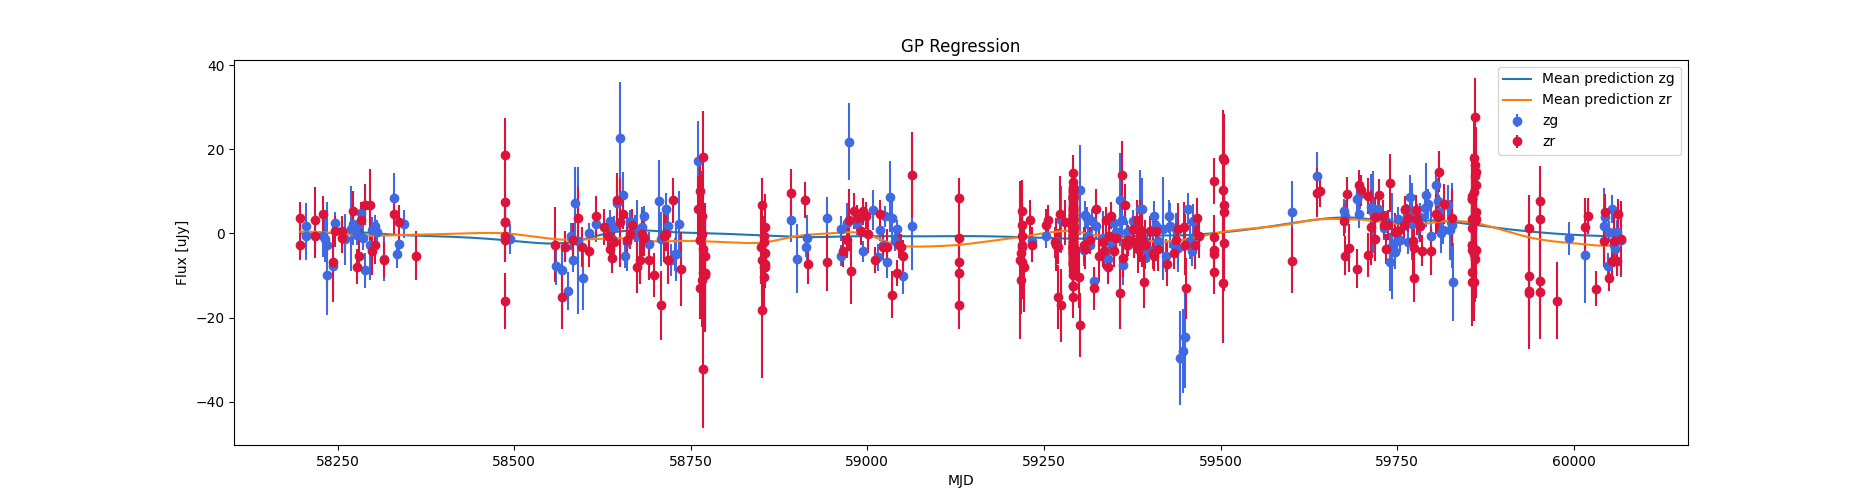 GP Regression
Flux [uJy]
40
20
0
−20
−40
58250
58500
58750
59000
59250
59500
59750
60000
MJD
Mean prediction zg
Mean prediction zr
zg
zr